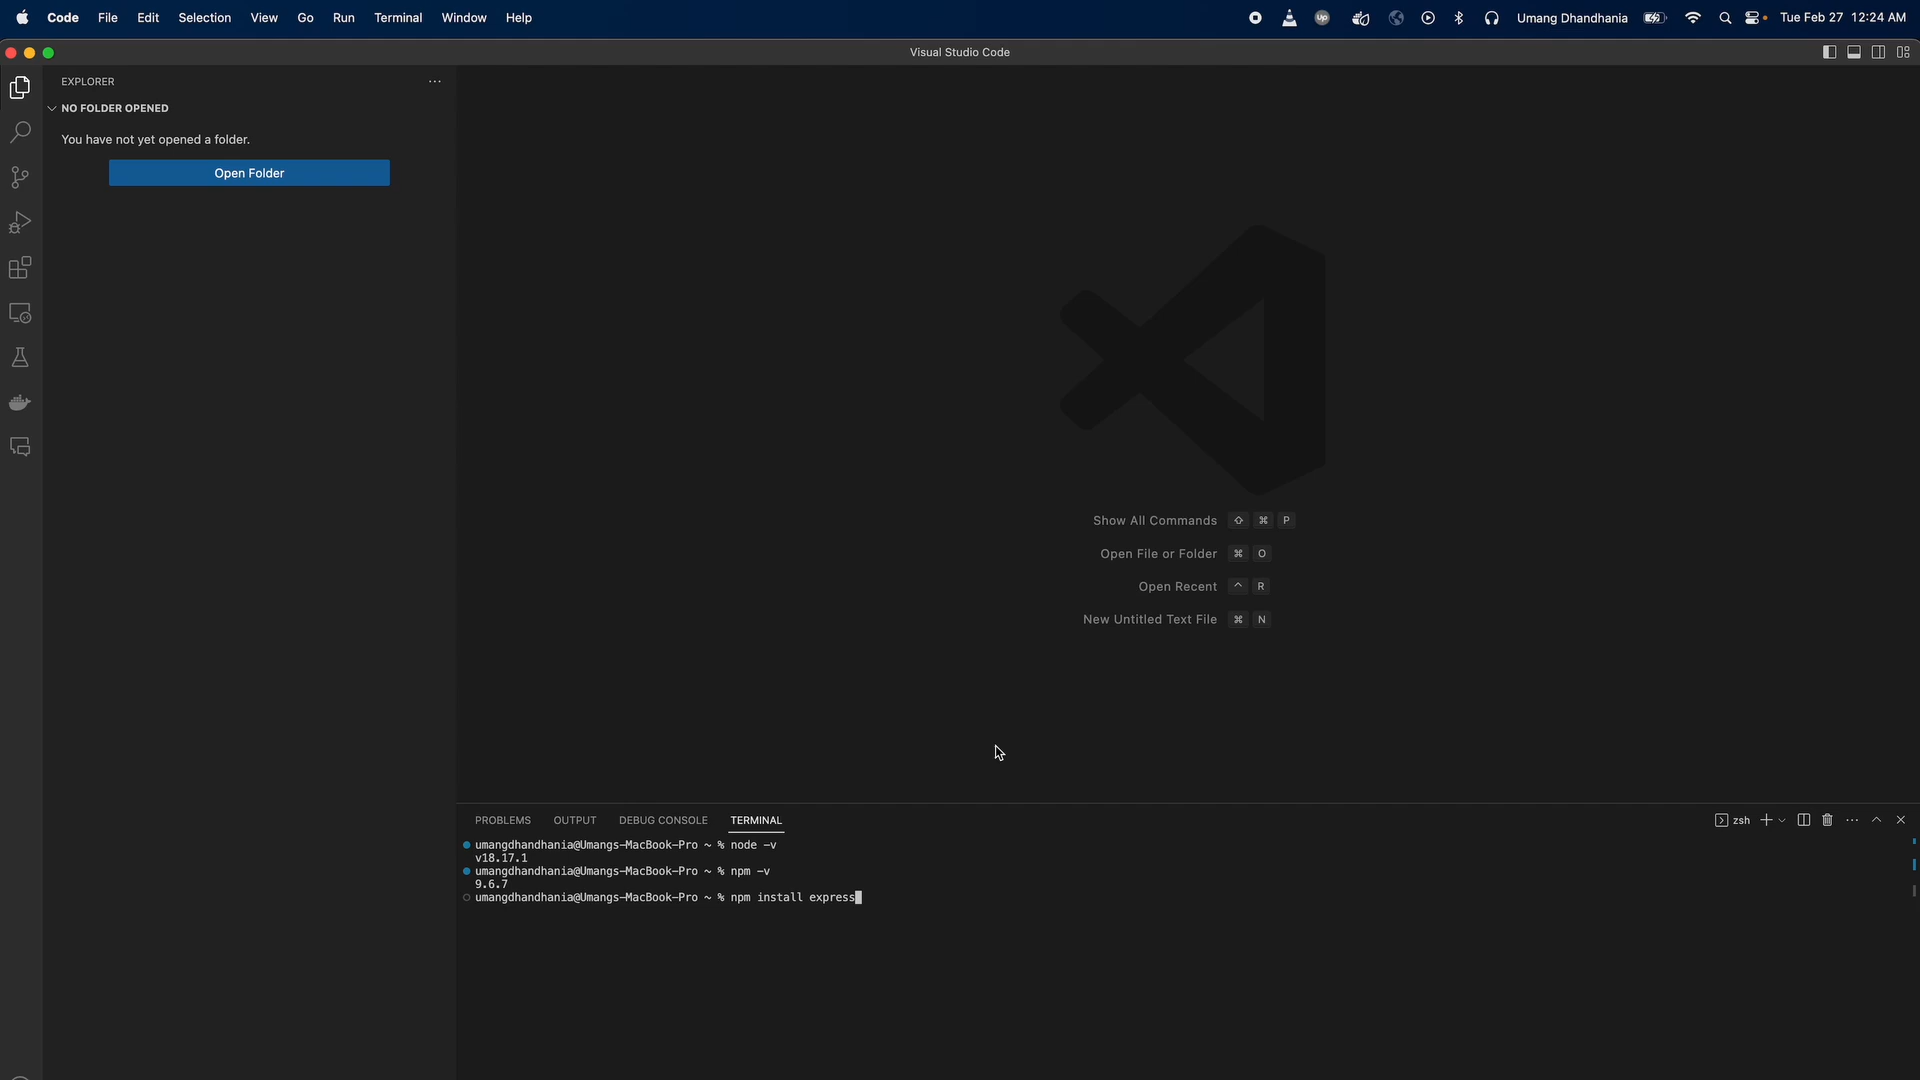 Code File Edit Selection View Go Run Terminal Window Help Up Umang Dhandhania Tue Feb 27 12:24 AM
Visual Studio Code
EXPLORER
NO FOLDER OPENED
You have not yet opened a folder.
Open Folder
Show All Commands ⇧ ⌘ P
Open File or Folder ⌘ O
Open Recent ^ R
New Untitled Text File ⌘ N
PROBLEMS OUTPUT DEBUG CONSOLE TERMINAL zsh
umangdhandhania@Umangs-MacBook-Pro ~ % node -v
v18.17.1
umangdhandhania@Umangs-MacBook-Pro ~ % npm -v
9.6.7
umangdhandhania@Umangs-MacBook-Pro ~ % npm install express